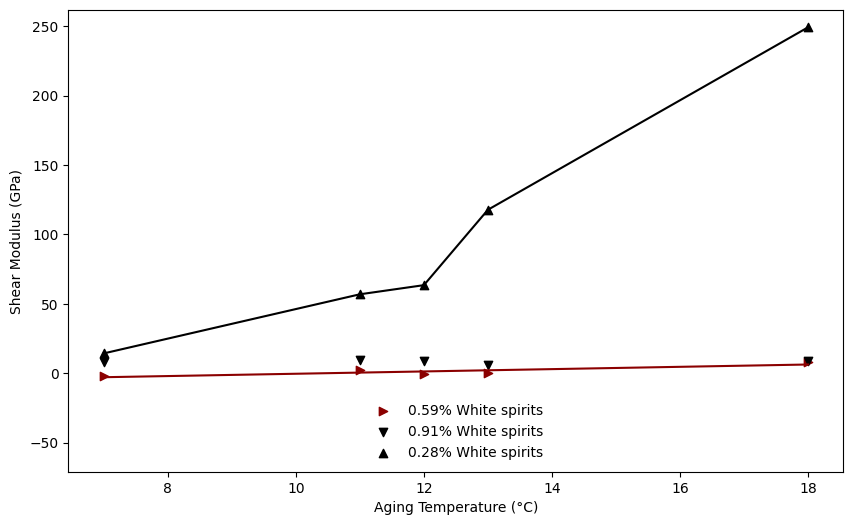 250
200
150
100
50
0
−50
Shear Modulus (GPa)
0.59% White spirits
0.91% White spirits
0.28% White spirits
8 10 12 14 16 18
Aging Temperature (°C)